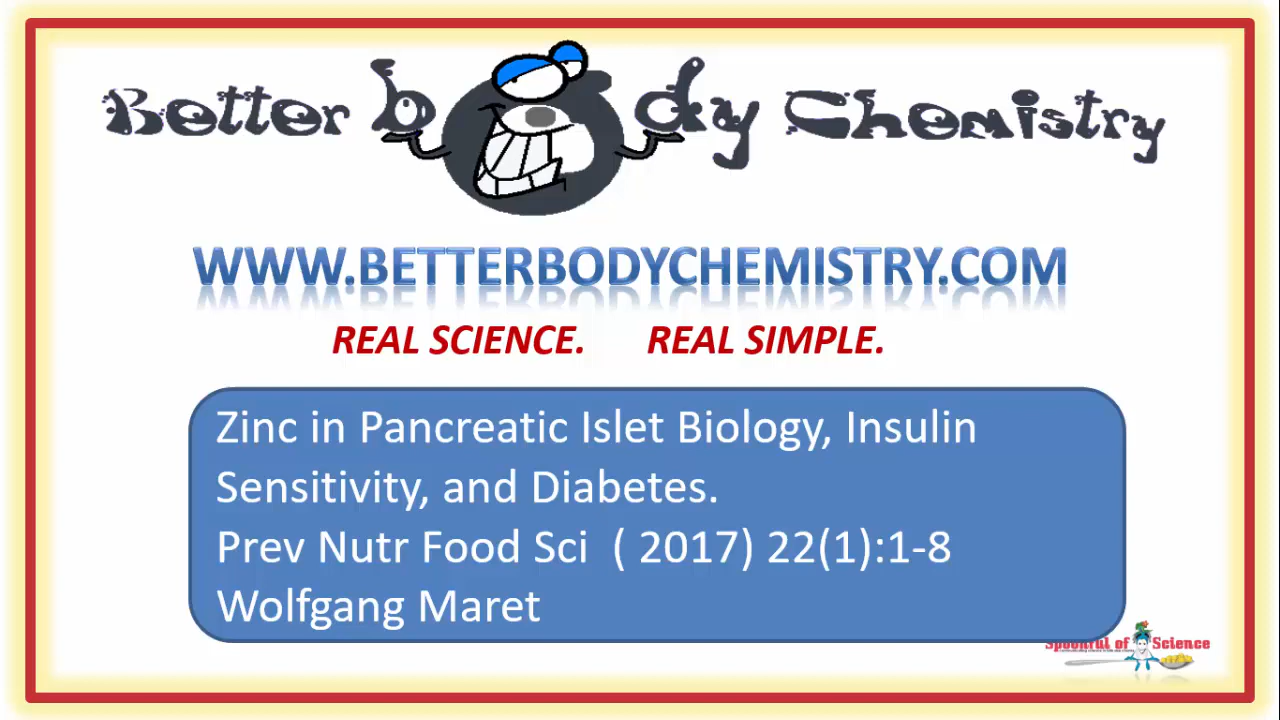 Better body Chemistry
WWW.BETTERBODYCHEMISTRY.COM
REAL SCIENCE. REAL SIMPLE.
Zinc in Pancreatic Islet Biology, Insulin
Sensitivity, and Diabetes.
Prev Nutr Food Sci ( 2017) 22(1):1-8
Wolfgang Maret
Spoonful of Science